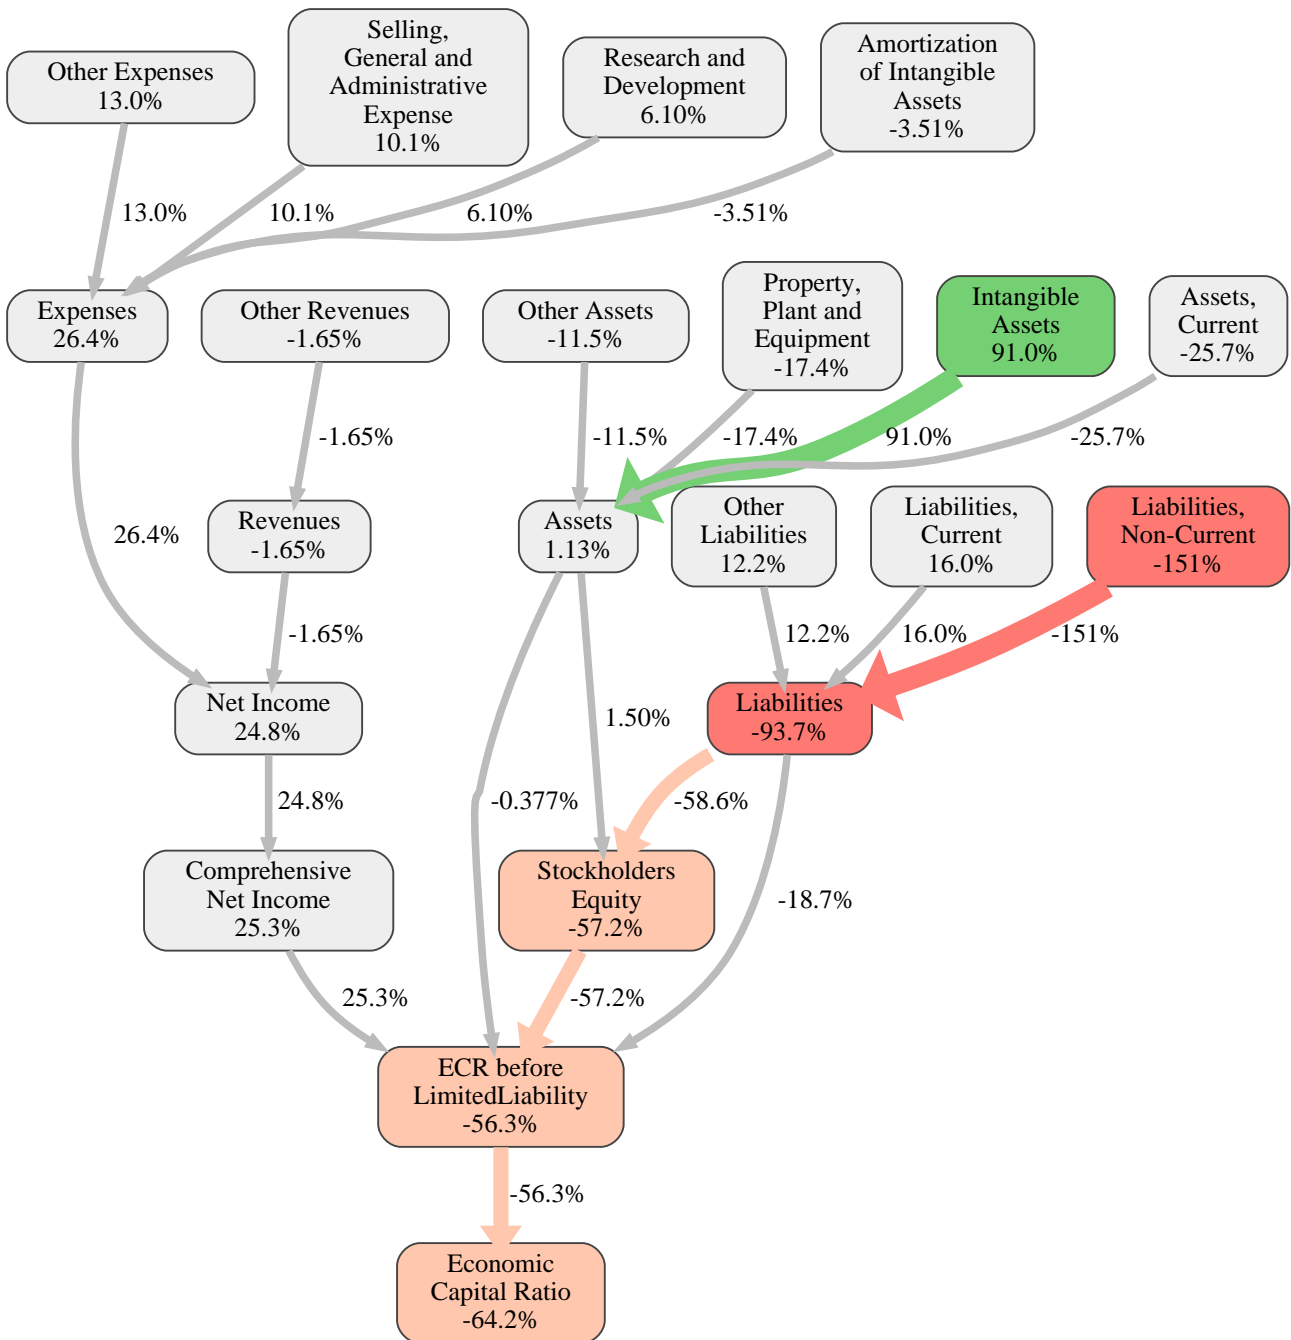 Other Expenses
13.0%
Selling,
General and
Administrative
Expense
10.1%
Research and
Development
6.10%
Amortization
of Intangible
Assets
-3.51%
13.0%
10.1%
6.10%
-3.51%
Expenses
26.4%
Other Revenues
-1.65%
Other Assets
-11.5%
Property,
Plant and
Equipment
-17.4%
Intangible
Assets
91.0%
Assets,
Current
-25.7%
-1.65%
-11.5%
-17.4%
91.0%
-25.7%
26.4%
Revenues
-1.65%
Assets
1.13%
Other
Liabilities
12.2%
Liabilities,
Current
16.0%
Liabilities,
Non-Current
-151%
-1.65%
12.2%
16.0%
-151%
Net Income
24.8%
1.50%
Liabilities
-93.7%
24.8%
-0.377%
-58.6%
Comprehensive
Net Income
25.3%
Stockholders
Equity
-57.2%
-18.7%
25.3%
-57.2%
ECR before
LimitedLiability
-56.3%
-56.3%
Economic
Capital Ratio
-64.2%